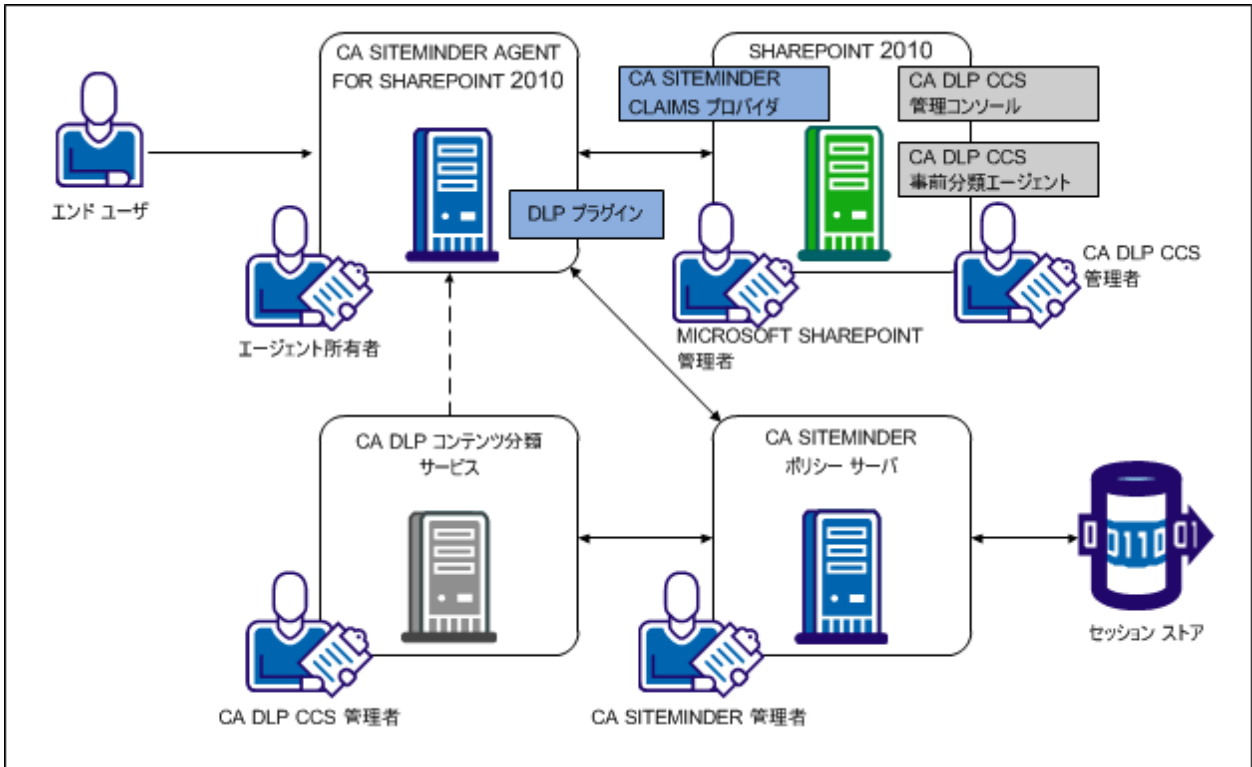 CA SITEMINDER AGENT
FOR SHAREPOINT 2010
SHAREPOINT 2010
CA SITEMINDER
CLAIMS プロバイダ
CA DLP CCS
管理コンソール
CA DLP CCS
事前分類エージェント
エンド ユーザ
DLP プラグイン
CA DLP CCS
管理者
エージェント所有者
MICROSOFT SHAREPOINT
管理者
CA DLP コンテンツ分類
サービス
CA SITEMINDER
ポリシー サーバ
0
0110
01
セッション ストア
CA DLP CCS 管理者
CA SITEMINDER 管理者